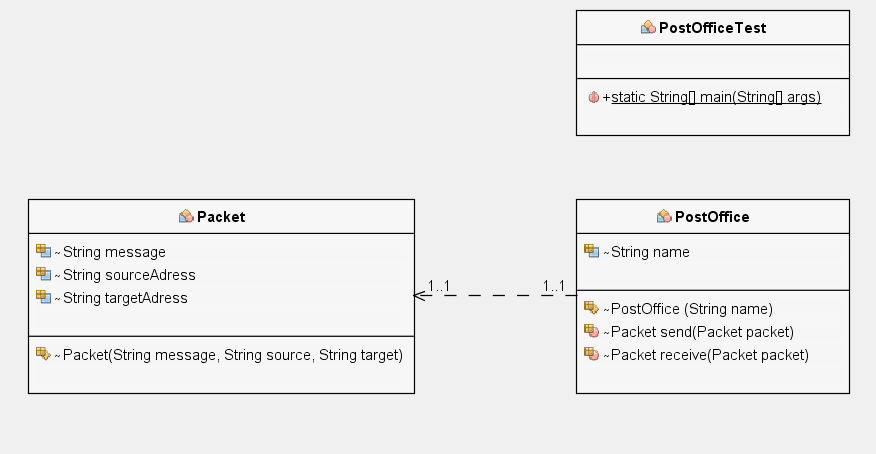 PostOfficeTest
+static String[] main(String[] args)
Packet
~String message
~String sourceAdress
~String targetAdress
~Packet(String message, String source, String target)
1..1 1..1
PostOffice
~String name
~PostOffice (String name)
~Packet send(Packet packet)
~Packet receive(Packet packet)